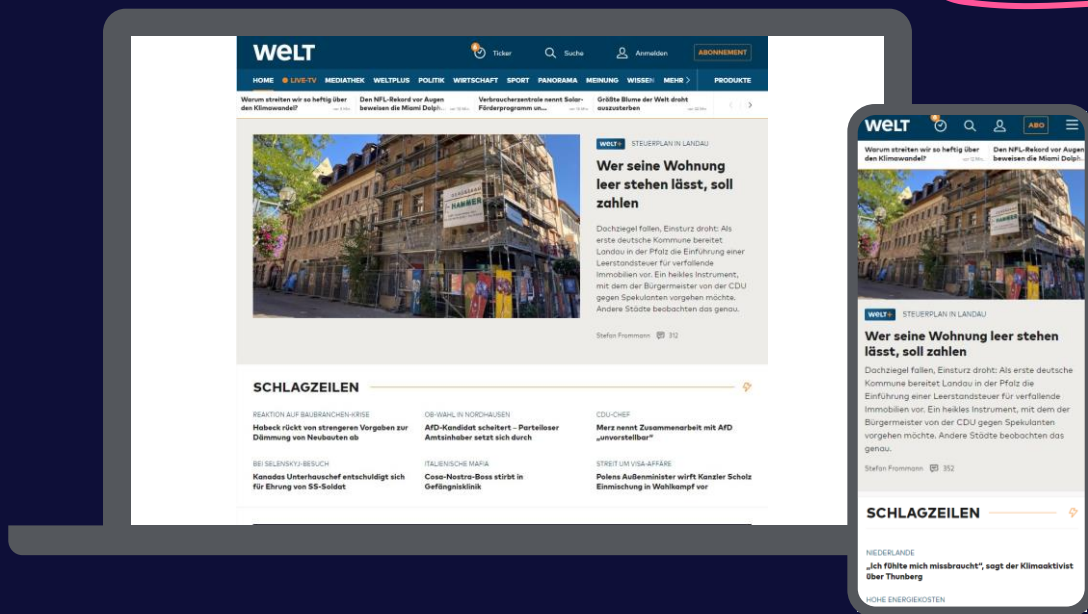 WELT
6
Ticker
Suche
Anmelden
ABONNEMENT
HOME LIVE-TV MEDIATHEK WELTPLUS POLITIK WIRTSCHAFT SPORT PANORAMA MEINUNG WISSEN MEHR PRODUKTE
Warum streiten wir so heftig über
den Klimawandel?
Den NFL-Rekord vor Augen
beweisen die Miami Dolph...
Verbraucherzentrale nennt Solar-
Förderprogramm un...
Größte Blume der Welt droht
auszusterben
HAMMER
WELT+ STEUERPLAN IN LANDAU
Wer seine Wohnung
leer stehen lässt, soll
zahlen
Dachziegel fallen, Einsturz droht: Als
erste deutsche Kommune bereitet
Landau in der Pfalz die Einführung einer
Leerstandsteuer für verfallende
Immobilien vor. Ein heikles Instrument,
mit dem der Bürgermeister von der CDU
gegen Spekulanten vorgehen möchte.
Andere Städte beobachten das genau.
Stefan Frommann 312
SCHLAGZEILEN
REAKTION AUF BAUBRANCHEN-KRISE
Habeck rückt von strengeren Vorgaben zur
Dämmung von Neubauten ab
OB-WAHL IN NORDHAUSEN
AfD-Kandidat scheitert – Parteiloser
Amtsinhaber setzt sich durch
CDU-CHEF
Merz nennt Zusammenarbeit mit AfD
„unvorstellbar“
BEI SELENSKYJ-BESUCH
Kanadas Unterhauschef entschuldigt sich
für Ehrung von SS-Soldat
ITALIENISCHE MAFIA
Cosa-Nostra-Boss stirbt in
Gefängnisklinik
STREIT UM VISA-AFFÄRE
Polens Außenminister wirft Kanzler Scholz
Einmischung in Wahlkampf vor
WELT
6
ABO
Warum streiten wir so heftig über
den Klimawandel?
Den NFL-Rekord vor Augen
beweisen die Miami Dolph...
HAMMER
WELT+ STEUERPLAN IN LANDAU
Wer seine Wohnung leer stehen
lässt, soll zahlen
Dachziegel fallen, Einsturz droht: Als erste deutsche
Kommune bereitet Landau in der Pfalz die
Einführung einer Leerstandsteuer für verfallende
Immobilien vor. Ein heikles Instrument, mit dem der
Bürgermeister von der CDU gegen Spekulanten
vorgehen möchte. Andere Städte beobachten das
genau.
Stefan Frommann 352
SCHLAGZEILEN
NIEDERLANDE
„Ich fühlte mich missbraucht“, sagt der Klimaaktivist
über Thunberg
HOHE ENERGIEKOSTEN